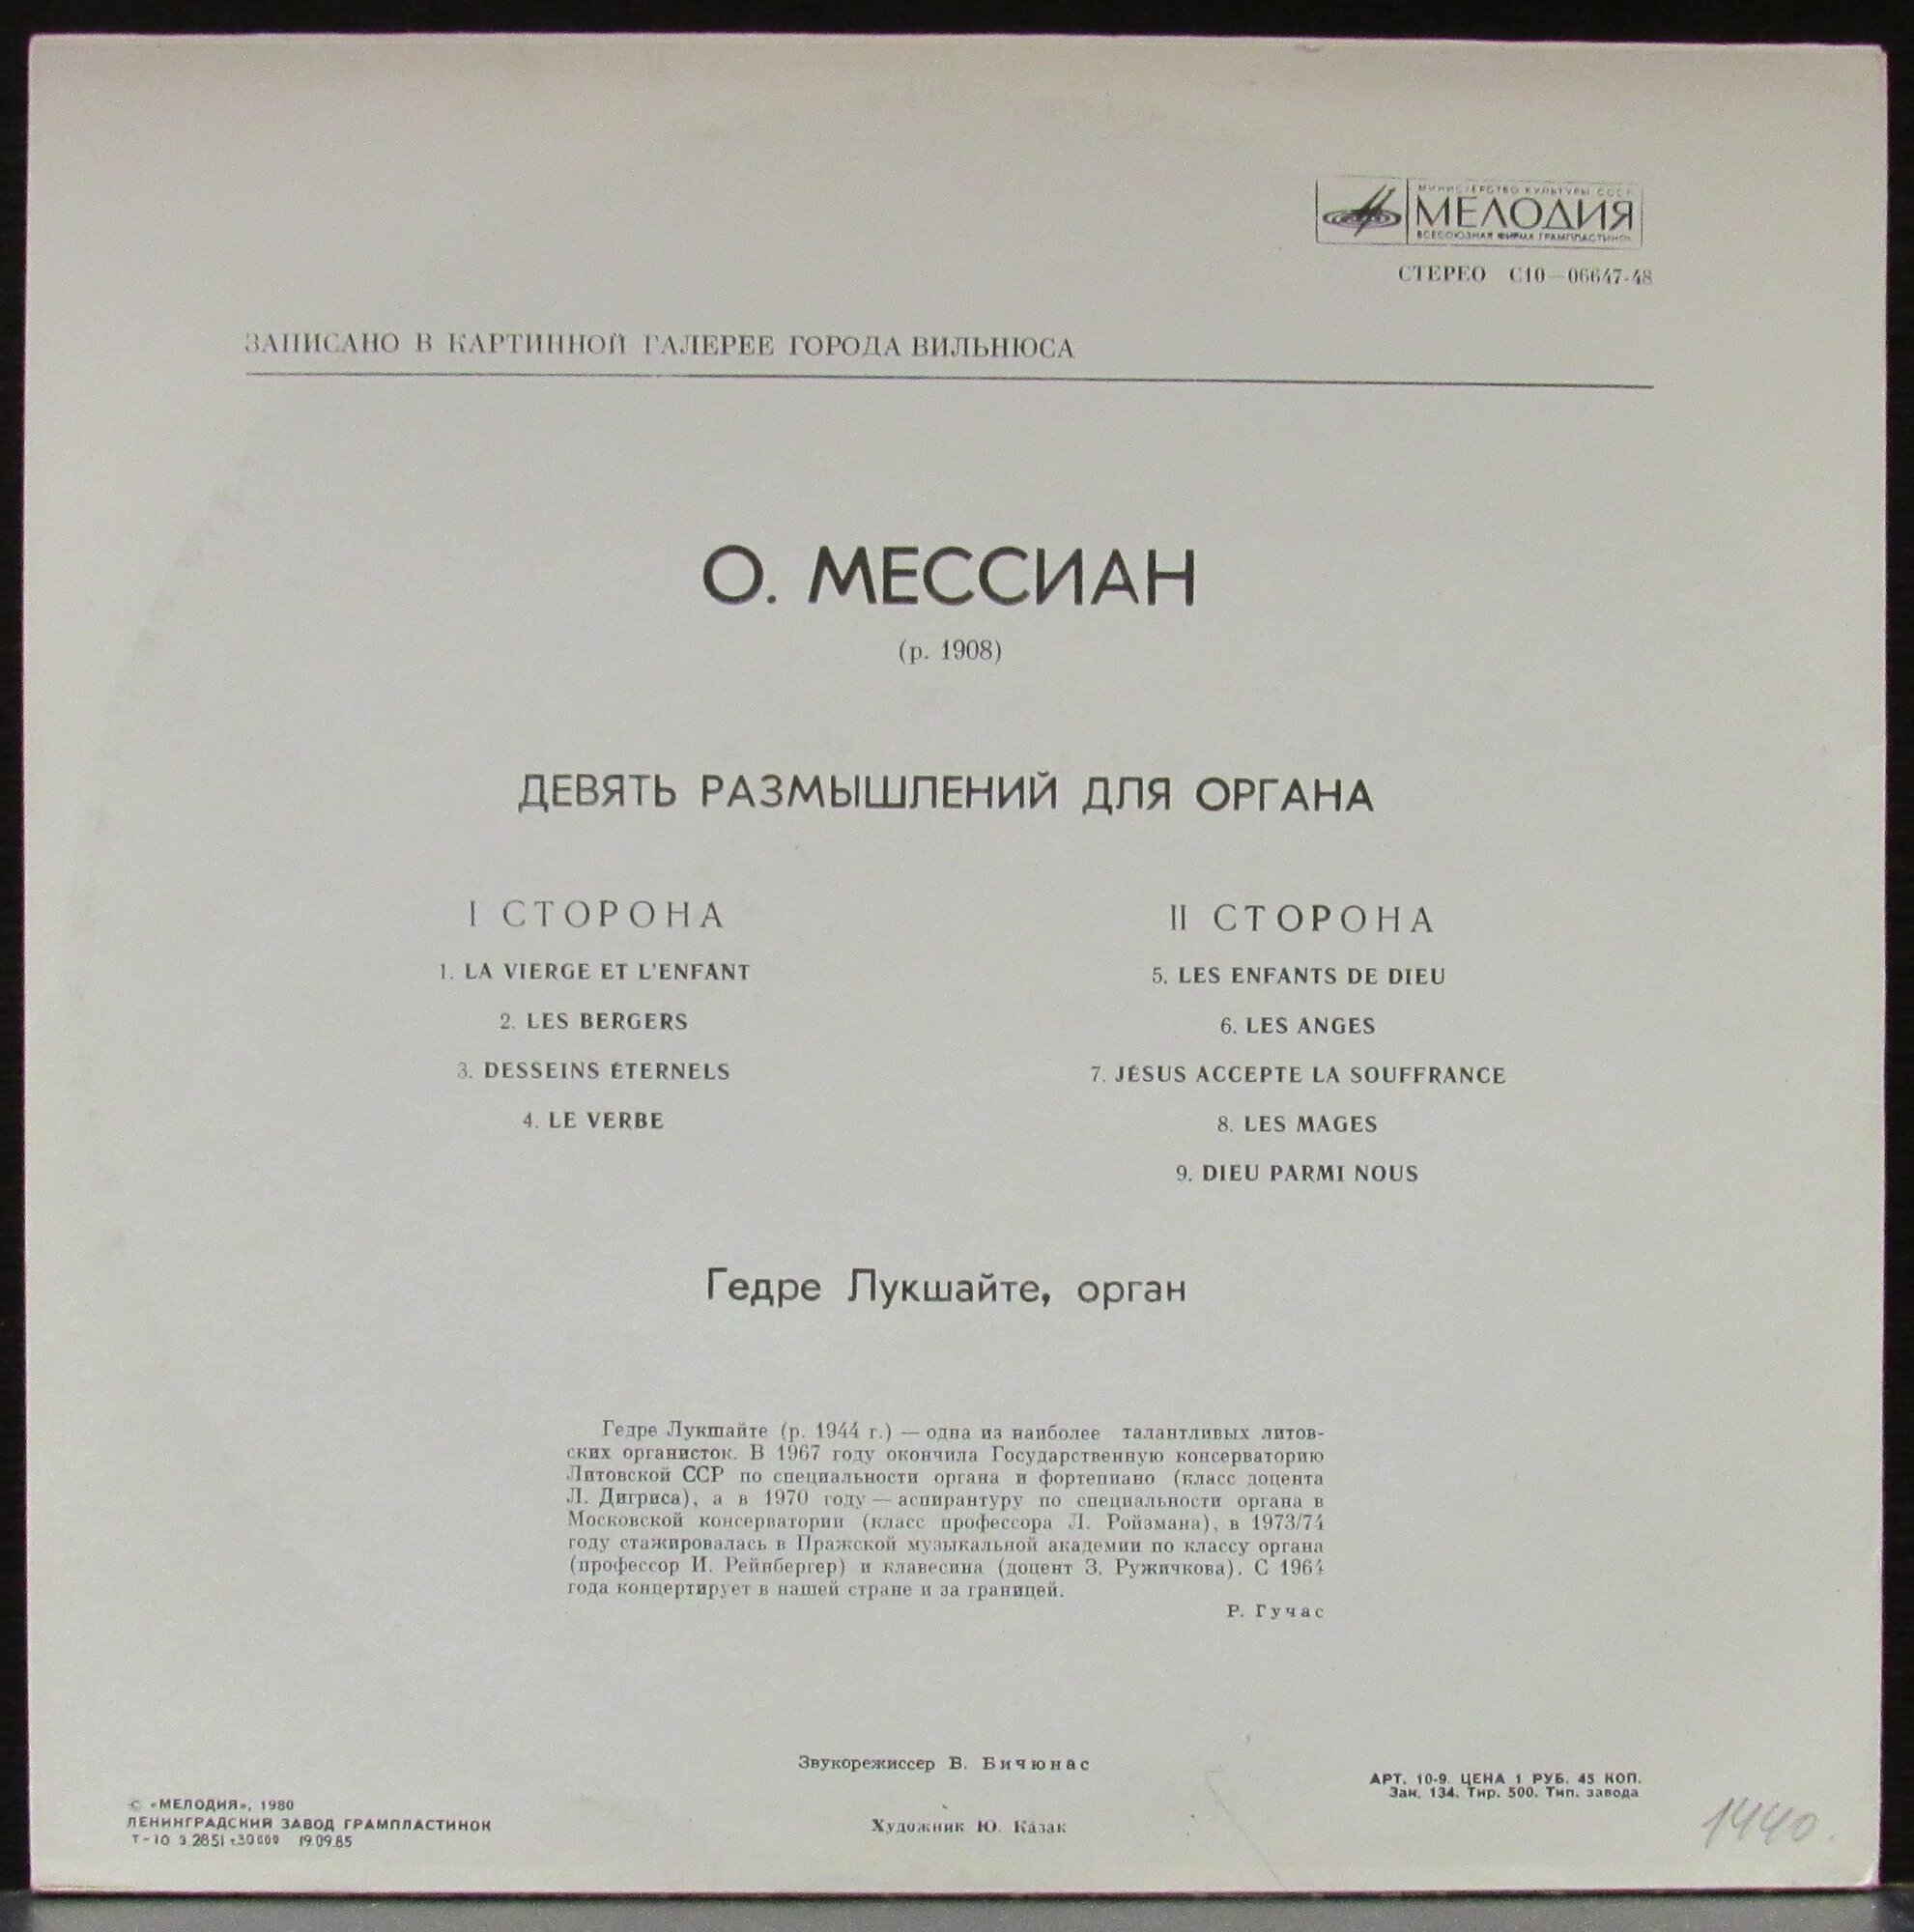 МИНИСТЕРСТВО КУЛЬТУРЫ СССР
МЕЛОДИЯ
ВСЕСОЮЗНАЯ ФИРМА ГРАМПЛАСТИНОК
СТЕРЕО С10—06647-48
ЗАПИСАНО В КАРТИННОЙ ГАЛЕРЕЕ ГОРОДА ВИЛЬНЮСА
О. МЕССИАН
(р. 1908)
ДЕВЯТЬ РАЗМЫШЛЕНИЙ ДЛЯ ОРГАНА
I СТОРОНА
1. LA VIERGE ET L'ENFANT
2. LES BERGERS
3. DESSEINS ÉTERNELS
4. LE VERBE
II СТОРОНА
5. LES ENFANTS DE DIEU
6. LES ANGES
7. JÉSUS ACCEPTE LA SOUFFRANCE
8. LES MAGES
9. DIEU PARMI NOUS
Гедре Лукшайте, орган
Гедре Лукшайте (р. 1944 г.) — одна из наиболее талантливых литов-
ских органисток. В 1967 году окончила Государственную консерваторию
Литовской ССР по специальности органа и фортепиано (класс доцента
Л. Дигриса), а в 1970 году — аспирантуру по специальности органа в
Московской консерватории (класс профессора Л. Ройзмана), в 1973/74
году стажировалась в Пражской музыкальной академии по классу органа
(профессор И. Рейнбергер) и клавесина (доцент З. Ружичкова). С 1964
года концертирует в нашей стране и за границей.
Р. Гучас
Звукорежиссер В. Бичюнас
Художник Ю. Казак
© «МЕЛОДИЯ», 1980
ЛЕНИНГРАДСКИЙ ЗАВОД ГРАМПЛАСТИНОК
Т-10 З.2851 19.09.85
АРТ. 10-9. ЦЕНА 1 РУБ. 45 КОП.
Зак. 134. Тир. 500. Тип. завода
1440.